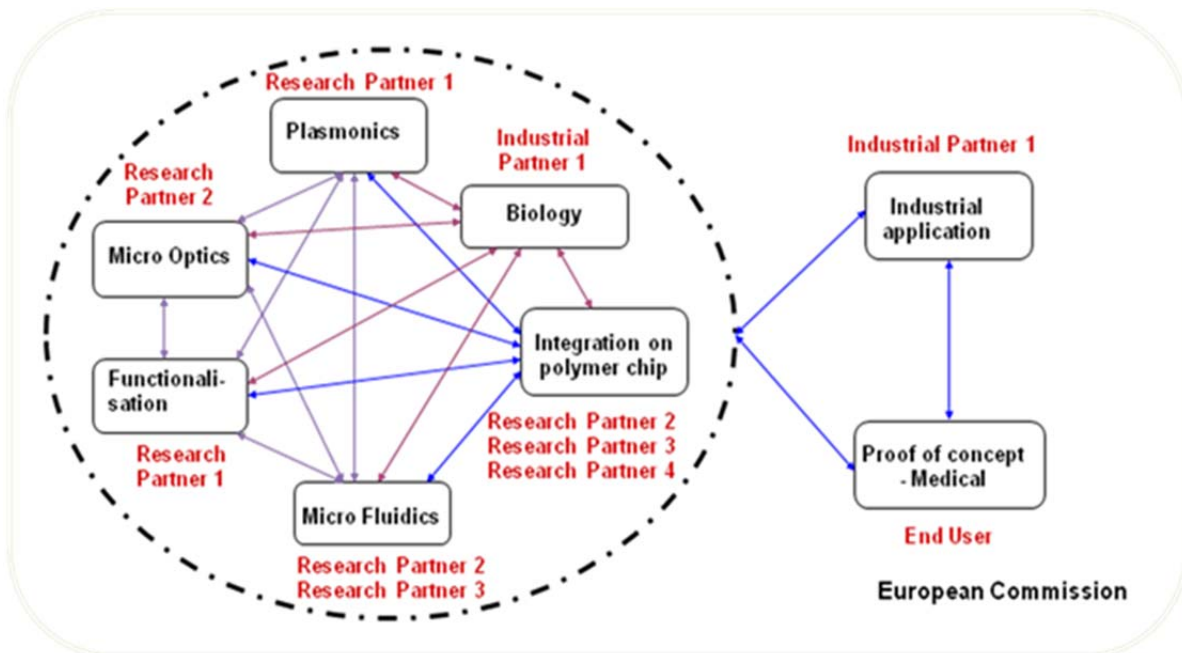 Research Partner 1
Plasmonics
Industrial
Partner 1
Biology
Research
Partner 2
Micro Optics
Integration on
polymer chip
Research Partner 2
Research Partner 3
Research Partner 4
Functionali-
sation
Research
Partner 1
Micro Fluidics
Research Partner 2
Research Partner 3
Industrial Partner 1
Industrial
application
Proof of concept
- Medical
End User
European Commission